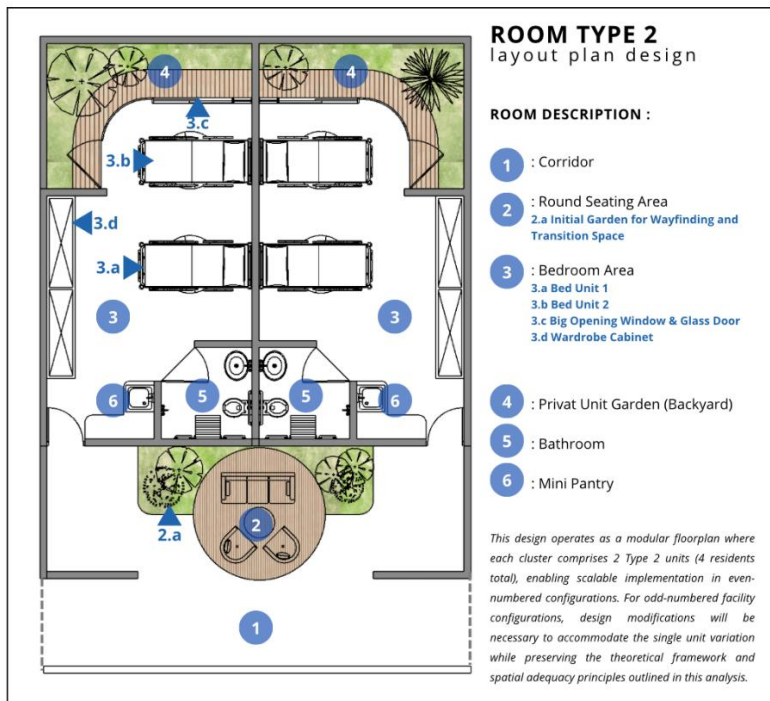 ROOM TYPE 2
layout plan design
ROOM DESCRIPTION :
1 : Corridor
2 : Round Seating Area
2.a Initial Garden for Wayfinding and
Transition Space
3 : Bedroom Area
3.a Bed Unit 1
3.b Bed Unit 2
3.c Big Opening Window & Glass Door
3.d Wardrobe Cabinet
4 : Privat Unit Garden (Backyard)
5 : Bathroom
6 : Mini Pantry
This design operates as a modular floorplan where
each cluster comprises 2 Type 2 units (4 residents
total), enabling scalable implementation in even-
numbered configurations. For odd-numbered facility
configurations, design modifications will be
necessary to accommodate the single unit variation
while preserving the theoretical framework and
spatial adequacy principles outlined in this analysis.
4 4
3.c
3.b
3.d
3.a
3 3
6 5 5 6
2
2.a
1